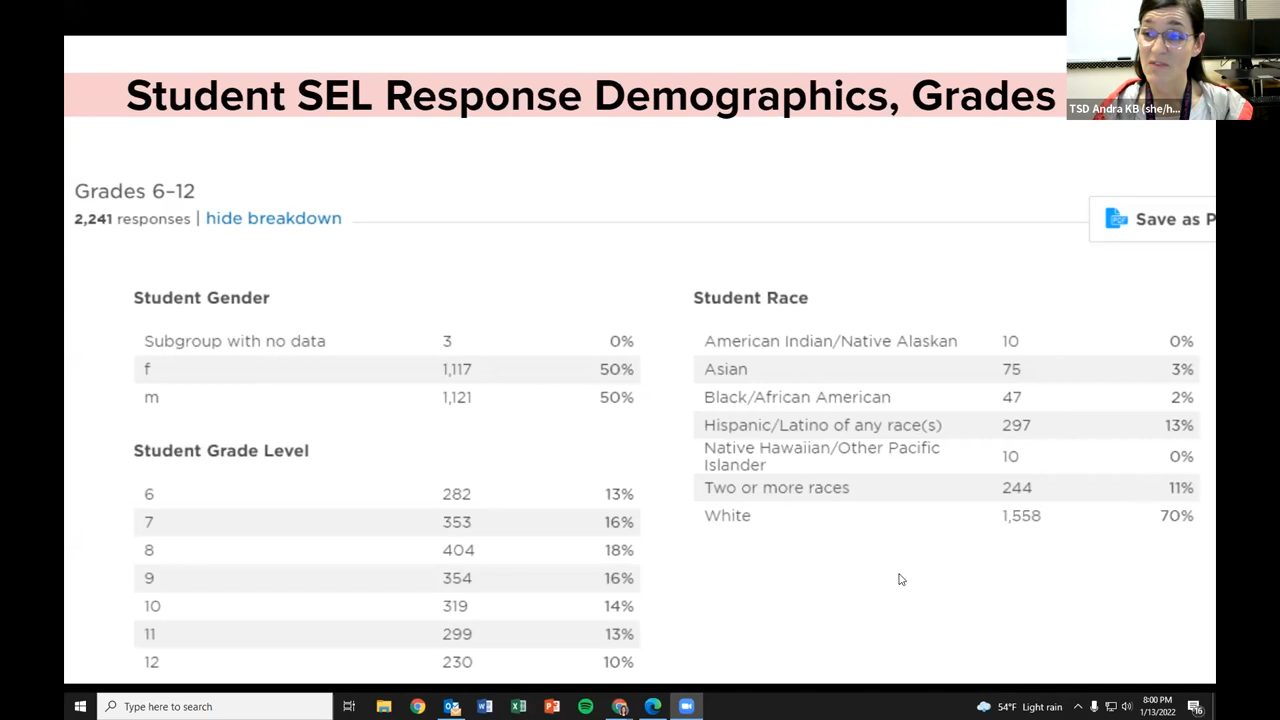 Student SEL Response Demographics, Grades
TSD Andra KB (she/h...
Grades 6–12
2,241 responses | hide breakdown
Save as P
Student Gender
Subgroup with no data 3 0%
f 1,117 50%
m 1,121 50%
Student Grade Level
6 282 13%
7 353 16%
8 404 18%
9 354 16%
10 319 14%
11 299 13%
12 230 10%
Student Race
American Indian/Native Alaskan 10 0%
Asian 75 3%
Black/African American 47 2%
Hispanic/Latino of any race(s) 297 13%
Native Hawaiian/Other Pacific
Islander 10 0%
Two or more races 244 11%
White 1,558 70%
Type here to search
54°F Light rain
8:00 PM
1/13/2022